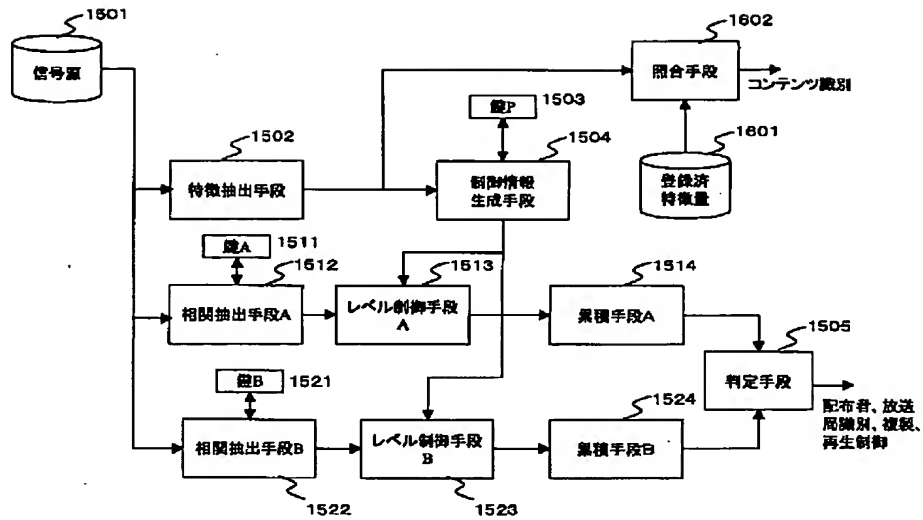 1501
信号源
1602
照合手段
コンテンツ識別
鍵P
1503
1601
登録済
特徴量
1502
特徴抽出手段
1504
制御情報
生成手段
鍵A
1511
1512
相関抽出手段A
1513
レベル制御手段
A
1514
累積手段A
1505
判定手段
配布者、放送
局識別、複製、
再生制御
鍵B
1521
相関抽出手段B
1522
レベル制御手段
B
1523
1524
累積手段B